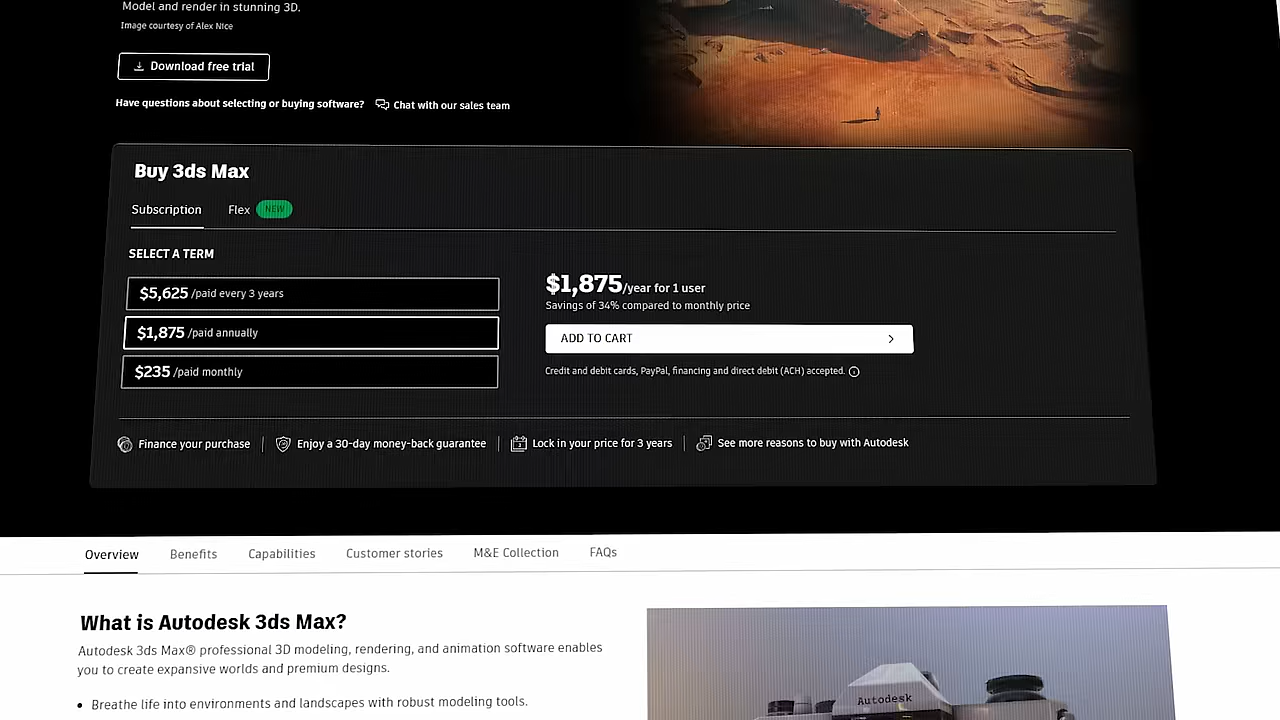 Model and render in stunning 3D.
Image courtesy of Alex Nice
Download free trial
Have questions about selecting or buying software? Chat with our sales team
Buy 3ds Max
Subscription Flex NEW
SELECT A TERM
$5,625 /paid every 3 years
$1,875 /paid annually
$235 /paid monthly
$1,875/year for 1 user
Savings of 34% compared to monthly price
ADD TO CART
Credit and debit cards, PayPal, financing and direct debit (ACH) accepted.
Finance your purchase Enjoy a 30-day money-back guarantee Lock in your price for 3 years See more reasons to buy with Autodesk
Overview Benefits Capabilities Customer stories M&E Collection FAQs
What is Autodesk 3ds Max?
Autodesk 3ds Max® professional 3D modeling, rendering, and animation software enables
you to create expansive worlds and premium designs.
• Breathe life into environments and landscapes with robust modeling tools.
Autodesk